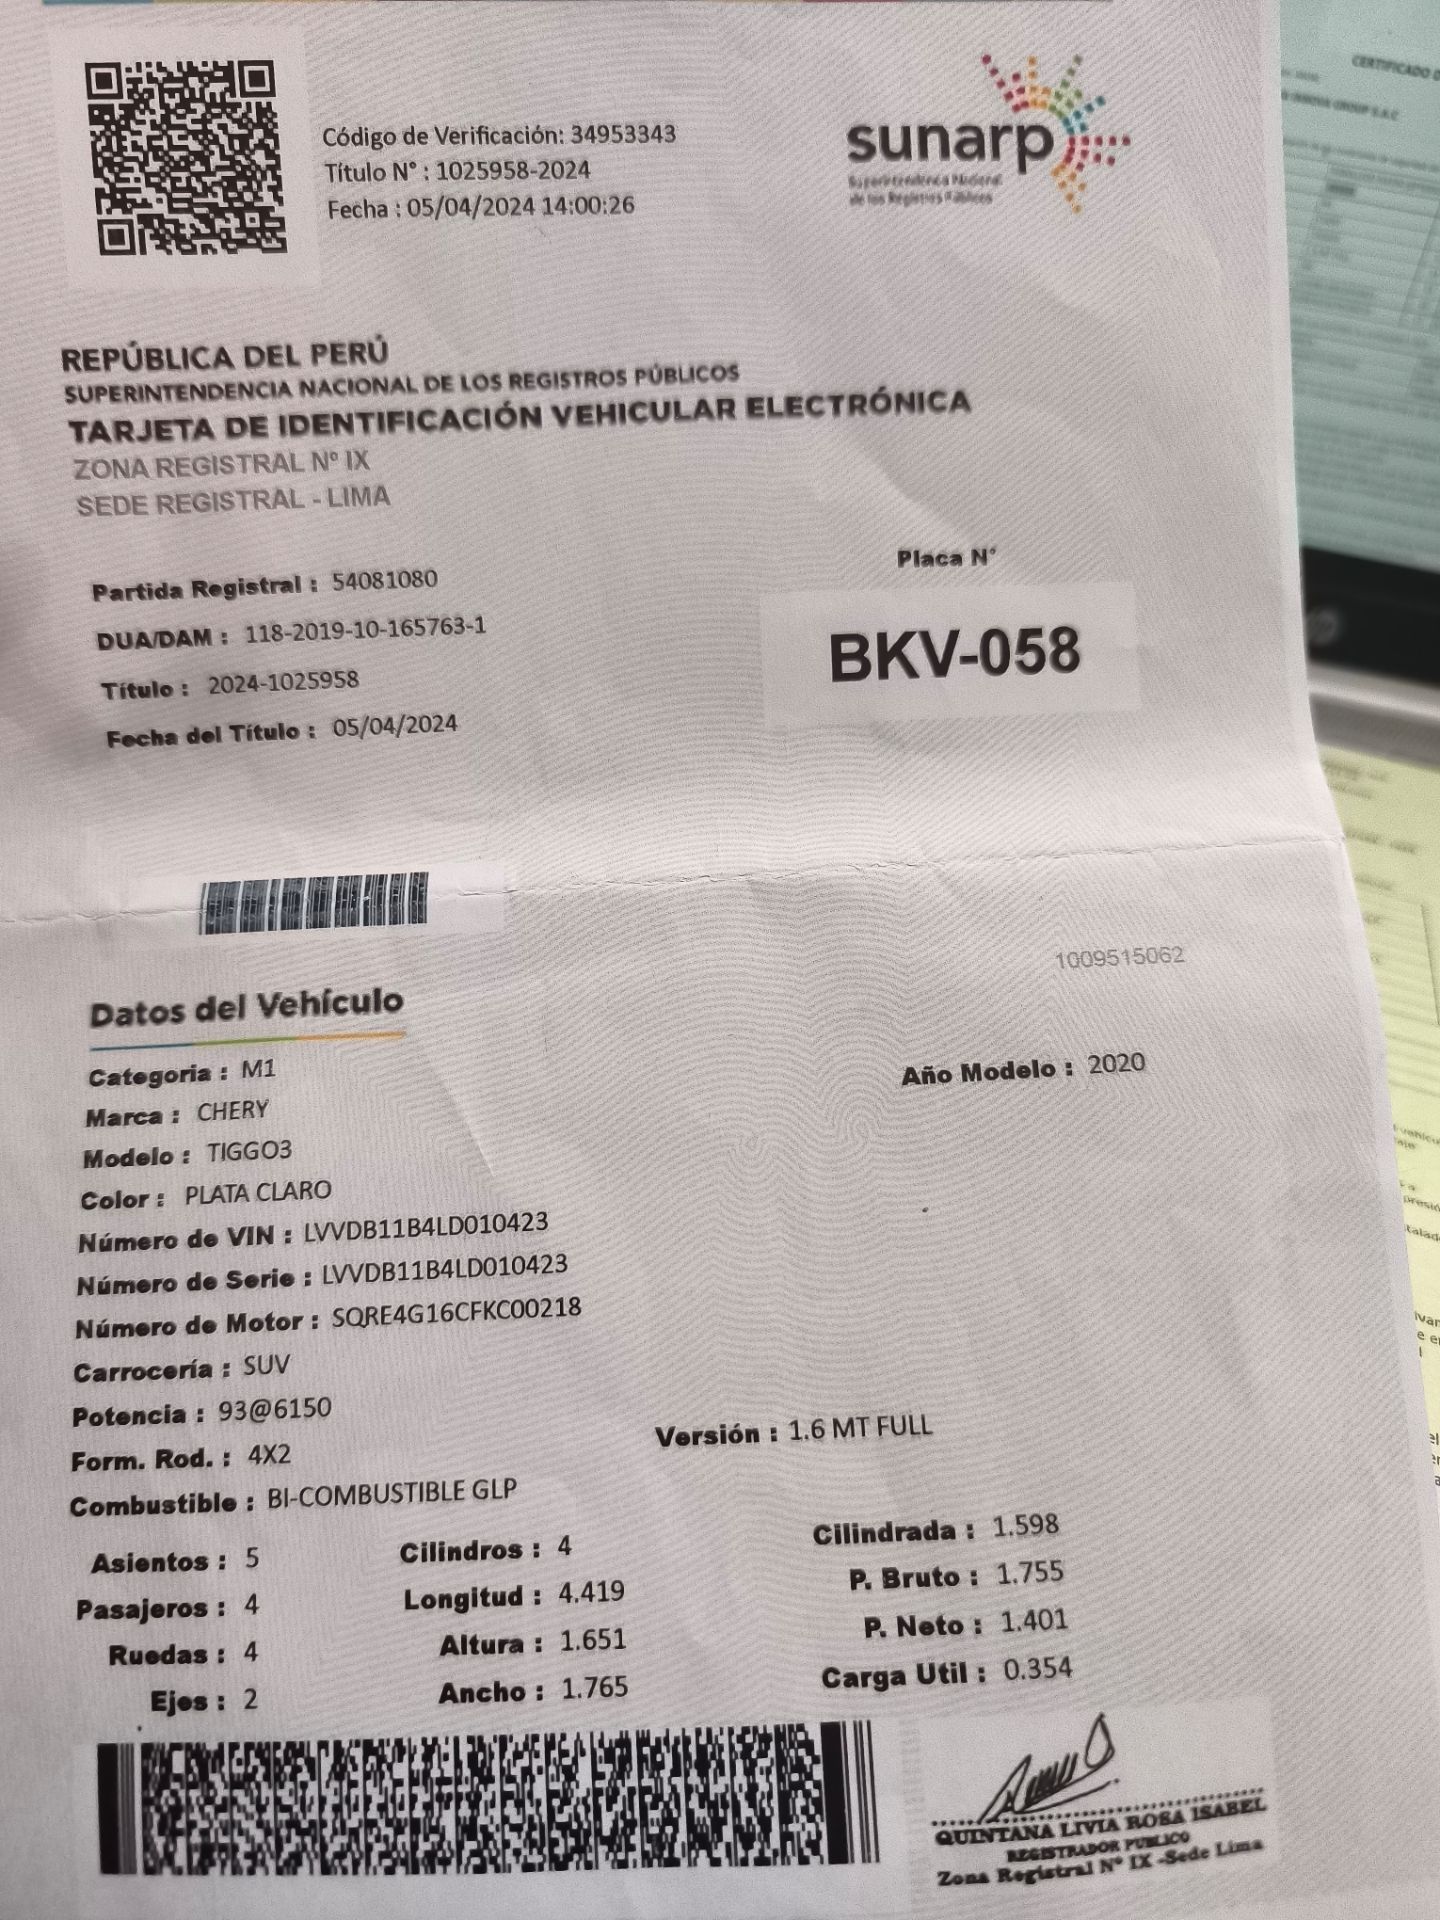 Código de Verificación: 34953343
Título N° : 1025958-2024
Fecha : 05/04/2024 14:00:26
sunarp
Superintendencia Nacional
de los Registros Públicos
REPÚBLICA DEL PERÚ
SUPERINTENDENCIA NACIONAL DE LOS REGISTROS PÚBLICOS
TARJETA DE IDENTIFICACIÓN VEHICULAR ELECTRÓNICA
ZONA REGISTRAL Nº IX
SEDE REGISTRAL - LIMA
Partida Registral : 54081080
DUA/DAM : 118-2019-10-165763-1
Título : 2024-1025958
Fecha del Título : 05/04/2024
Placa N°
BKV-058
1009515062
Datos del Vehículo
Categoria : M1
Año Modelo : 2020
Marca : CHERY
Modelo : TIGGO3
Color : PLATA CLARO
Número de VIN : LVVDB11B4LD010423
Número de Serie : LVVDB11B4LD010423
Número de Motor : SQRE4G16CFKC00218
Carrocería : SUV
Potencia : 93@6150
Form. Rod. : 4X2
Versión : 1.6 MT FULL
Combustible : BI-COMBUSTIBLE GLP
Asientos : 5 Cilindros : 4 Cilindrada : 1.598
Pasajeros : 4 Longitud : 4.419 P. Bruto : 1.755
Ruedas : 4 Altura : 1.651 P. Neto : 1.401
Ejes : 2 Ancho : 1.765 Carga Util : 0.354
QUINTANA LIVIA ROSA ISABEL
REGISTRADOR PUBLICO
Zona Registral N° IX -Sede Lima
CERTIFICADO